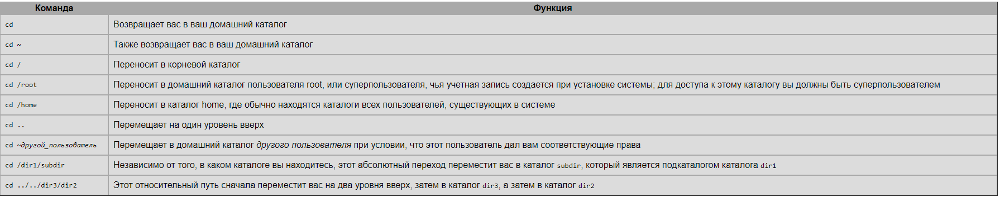 Команда Функция
cd Возвращает вас в ваш домашний каталог
cd ~ Также возвращает вас в ваш домашний каталог
cd / Переносит в корневой каталог
cd /root Переносит в домашний каталог пользователя root, или суперпользователя, чья учетная запись создается при установке системы; для доступа к этому каталогу вы должны быть суперпользователем
cd /home Переносит в каталог home, где обычно находятся каталоги всех пользователей, существующих в системе
cd .. Перемещает на один уровень вверх
cd ~другой_пользователь Перемещает в домашний каталог другого пользователя при условии, что этот пользователь дал вам соответствующие права
cd /dir1/subdir Независимо от того, в каком каталоге вы находитесь, этот абсолютный переход переместит вас в каталог subdir, который является подкаталогом каталога dir1
cd ../../dir3/dir2 Этот относительный путь сначала переместит вас на два уровня вверх, затем в каталог dir3, а затем в каталог dir2